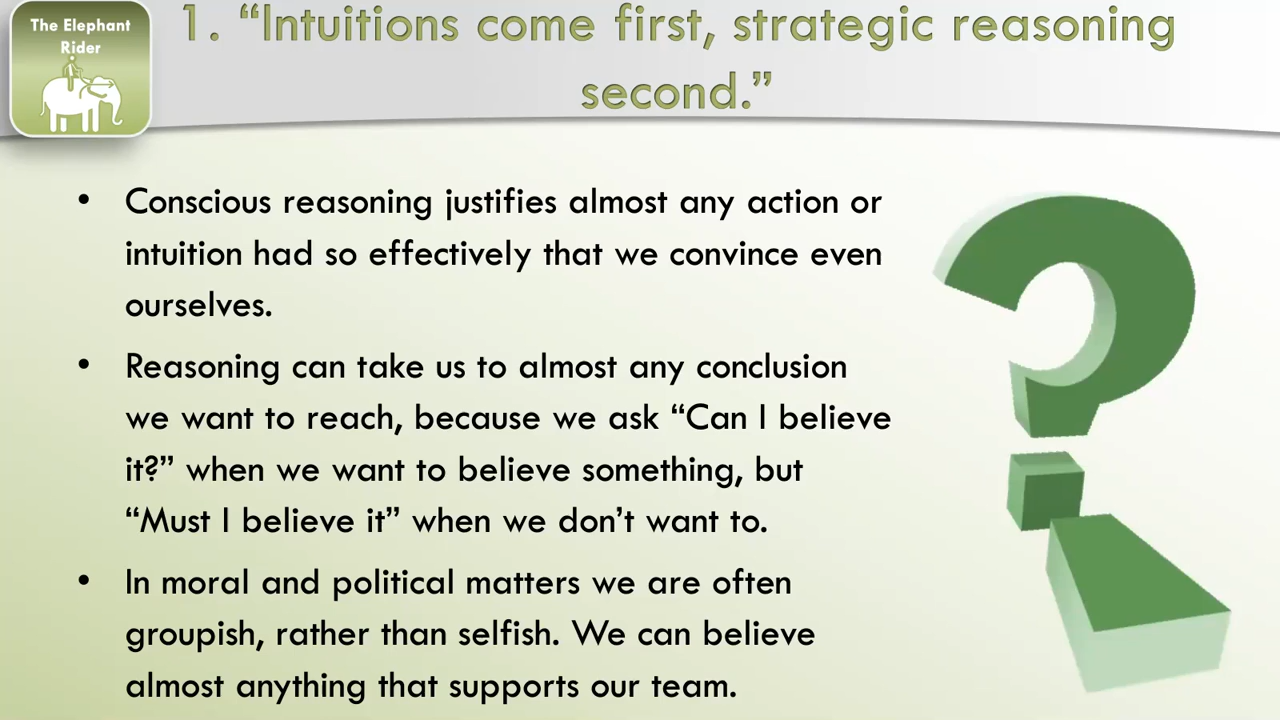 The Elephant
Rider
1. “Intuitions come first, strategic reasoning
second.”
• Conscious reasoning justifies almost any action or
intuition had so effectively that we convince even
ourselves.
• Reasoning can take us to almost any conclusion
we want to reach, because we ask “Can I believe
it?” when we want to believe something, but
“Must I believe it” when we don’t want to.
• In moral and political matters we are often
groupish, rather than selfish. We can believe
almost anything that supports our team.